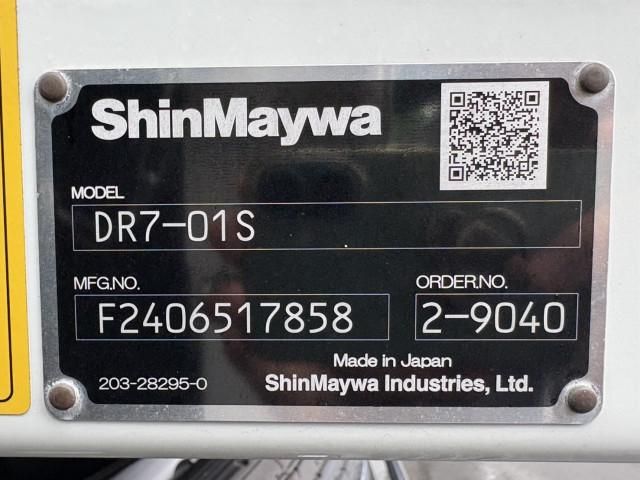 ShinMaywa
MODEL
DR7-01S
MFG.NO.
ORDER.NO.
F2406517858
2-9040
Made in Japan
203-28295-0
ShinMaywa Industries, Ltd.